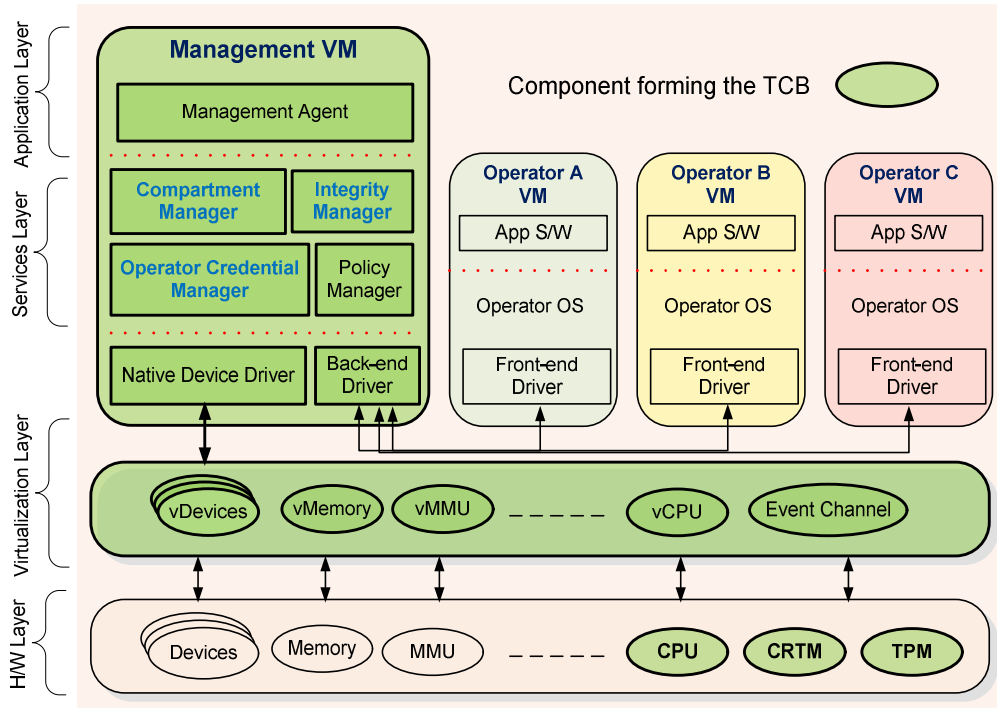 Application Layer
Services Layer
Virtualization Layer
H/W Layer
Management VM
Management Agent
Compartment
Manager
Integrity
Manager
Operator Credential
Manager
Policy
Manager
Native Device Driver
Back-end
Driver
Component forming the TCB
Operator A
VM
App S/W
Operator OS
Front-end
Driver
Operator B
VM
App S/W
Operator OS
Front-end
Driver
Operator C
VM
App S/W
Operator OS
Front-end
Driver
vDevices
vMemory
vMMU
vCPU
Event Channel
Devices
Memory
MMU
CPU
CRTM
TPM